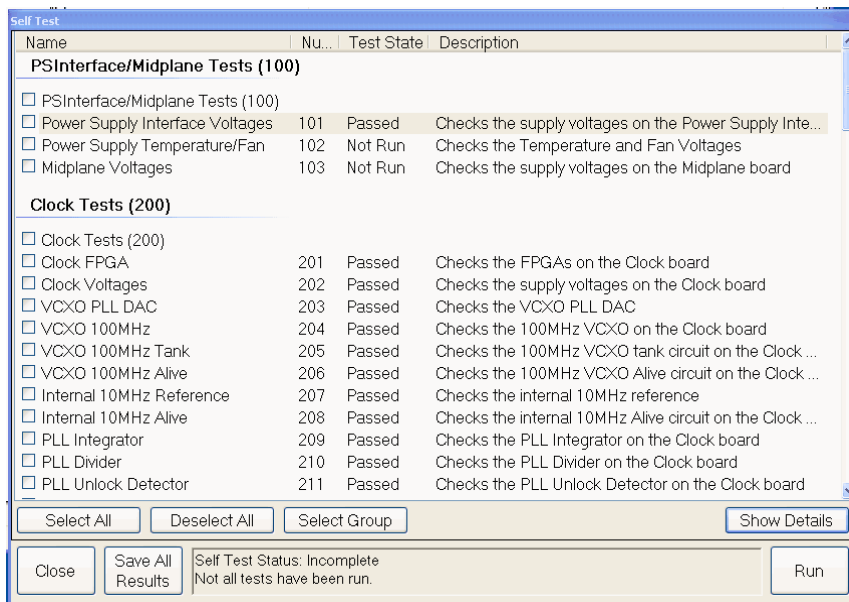 Self Test
Name Nu... Test State Description
PSInterface/Midplane Tests (100)
PSInterface/Midplane Tests (100)
Power Supply Interface Voltages 101 Passed Checks the supply voltages on the Power Supply Inte...
Power Supply Temperature/Fan 102 Not Run Checks the Temperature and Fan Voltages
Midplane Voltages 103 Not Run Checks the supply voltages on the Midplane board
Clock Tests (200)
Clock Tests (200)
Clock FPGA 201 Passed Checks the FPGAs on the Clock board
Clock Voltages 202 Passed Checks the supply voltages on the Clock board
VCXO PLL DAC 203 Passed Checks the VCXO PLL DAC
VCXO 100MHz 204 Passed Checks the 100MHz VCXO on the Clock board
VCXO 100MHz Tank 205 Passed Checks the 100MHz VCXO tank circuit on the Clock ...
VCXO 100MHz Alive 206 Passed Checks the 100MHz VCXO Alive circuit on the Clock ...
Internal 10MHz Reference 207 Passed Checks the internal 10MHz reference
Internal 10MHz Alive 208 Passed Checks the internal 10MHz Alive circuit on the Clock ...
PLL Integrator 209 Passed Checks the PLL Integrator on the Clock board
PLL Divider 210 Passed Checks the PLL Divider on the Clock board
PLL Unlock Detector 211 Passed Checks the PLL Unlock Detector on the Clock board
Select All Deselect All Select Group Show Details
Close Save All Results Self Test Status: Incomplete
Not all tests have been run. Run